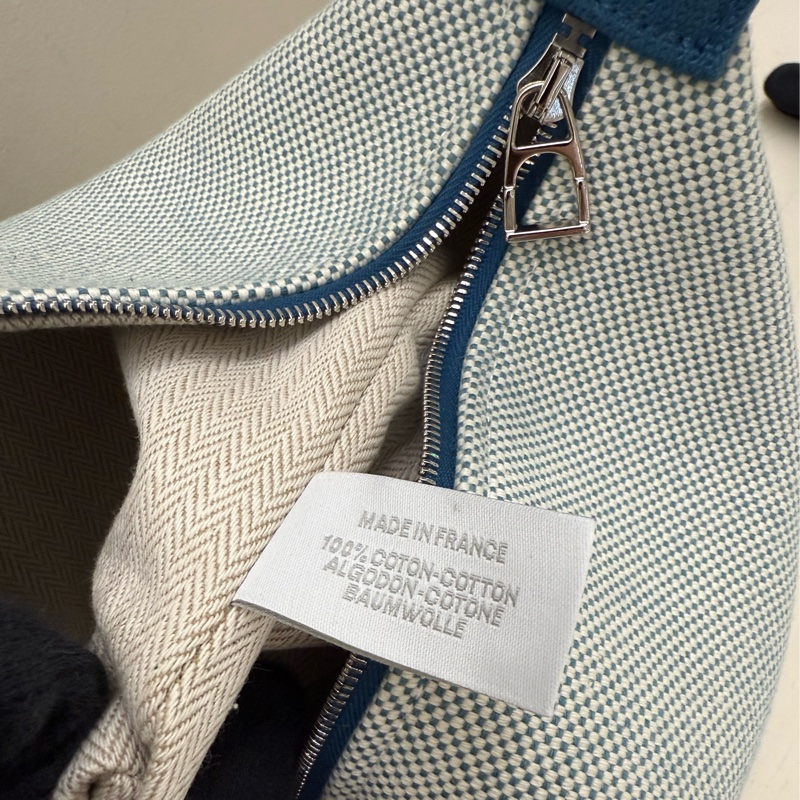 MADE IN FRANCE
100% COTON-COTTON
ALGODON-COTONE
BAUMWOLLE